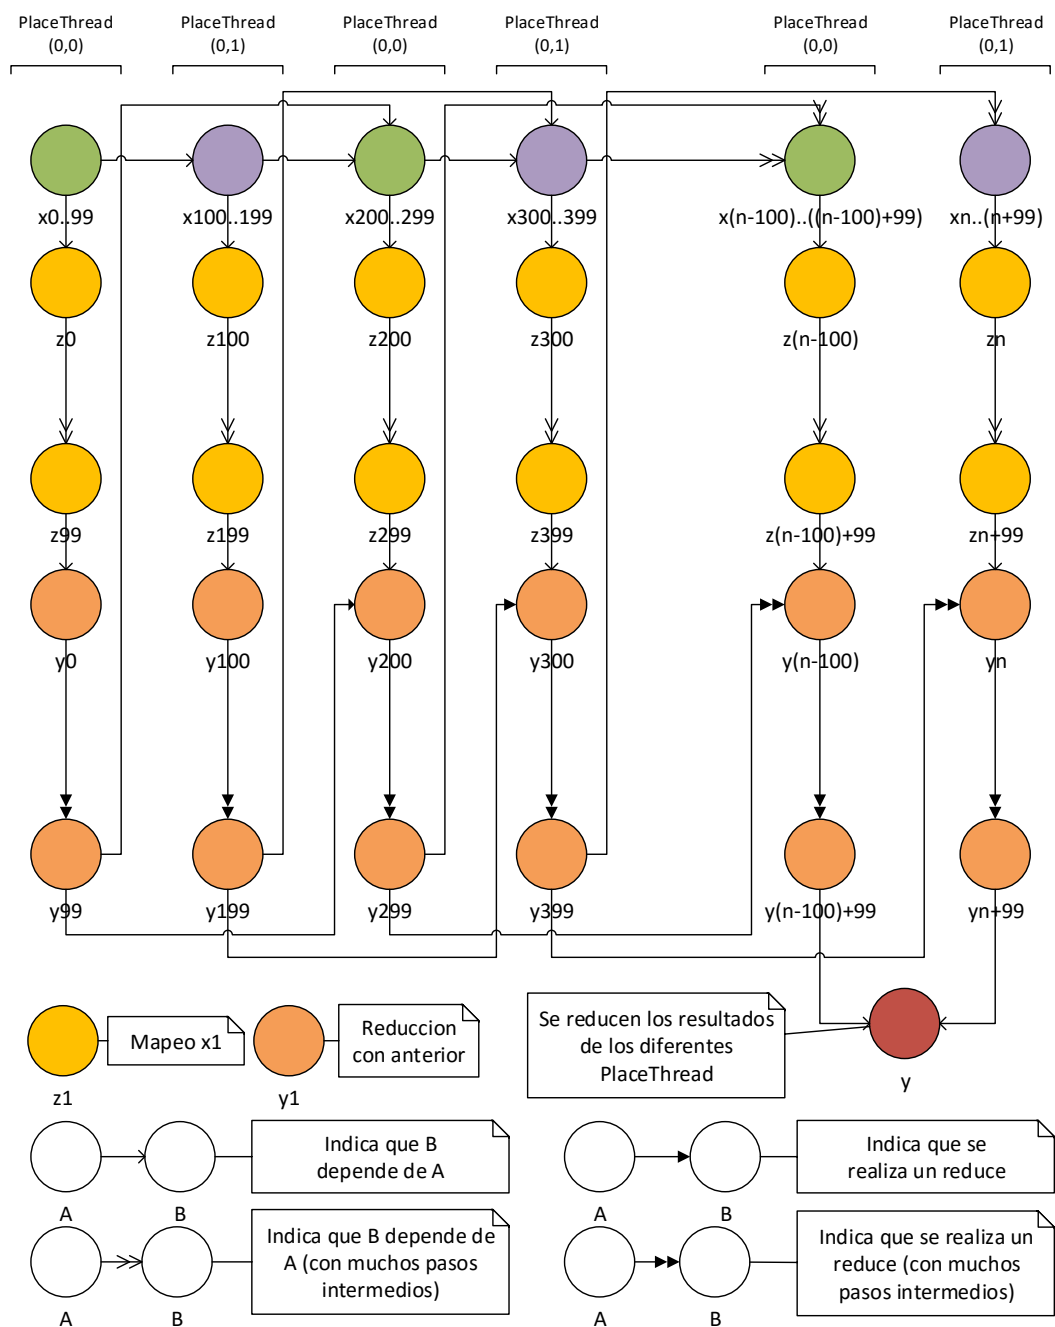 PlaceThread
(0,0)
PlaceThread
(0,1)
PlaceThread
(0,0)
PlaceThread
(0,1)
PlaceThread
(0,0)
PlaceThread
(0,1)
x0..99
x100..199
x200..299
x300..399
x(n-100)..((n-100)+99)
xn..(n+99)
z0
z100
z200
z300
z(n-100)
zn
z99
z199
z299
z399
z(n-100)+99
zn+99
y0
y100
y200
y300
y(n-100)
yn
y99
y199
y299
y399
y(n-100)+99
yn+99
Mapeo x1
z1
Reduccion
con anterior
y1
Se reducen los resultados
de los diferentes
PlaceThread
y
Indica que B
depende de A
A
B
Indica que se
realiza un reduce
A
B
Indica que B depende de
A (con muchos pasos
intermedios)
A
B
Indica que se realiza un
reduce (con muchos
pasos intermedios)
A
B